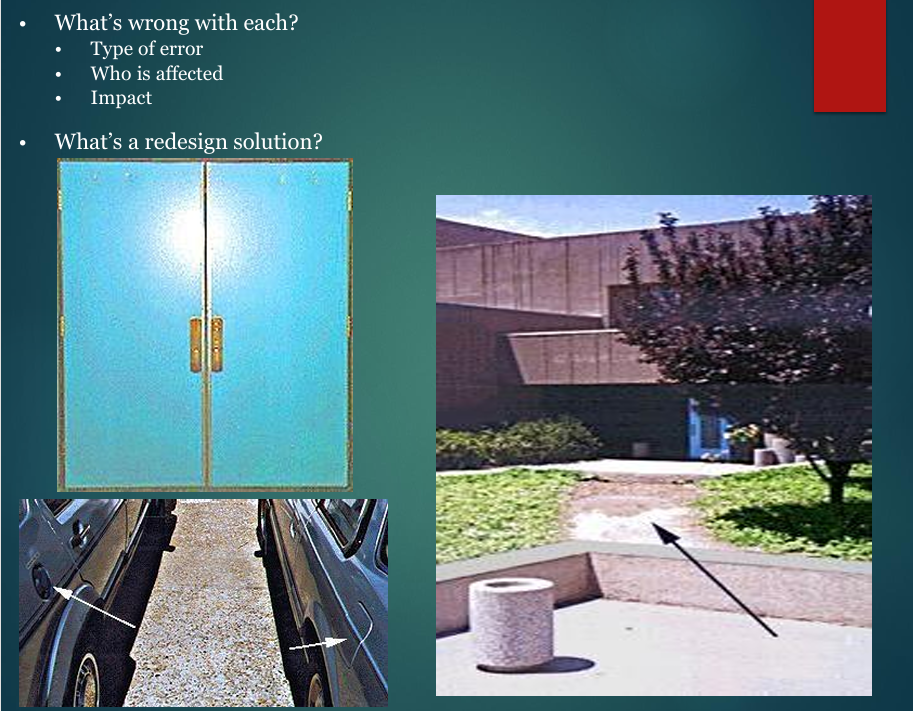 What’s wrong with each?
Type of error
Who is affected
Impact
What’s a redesign solution?